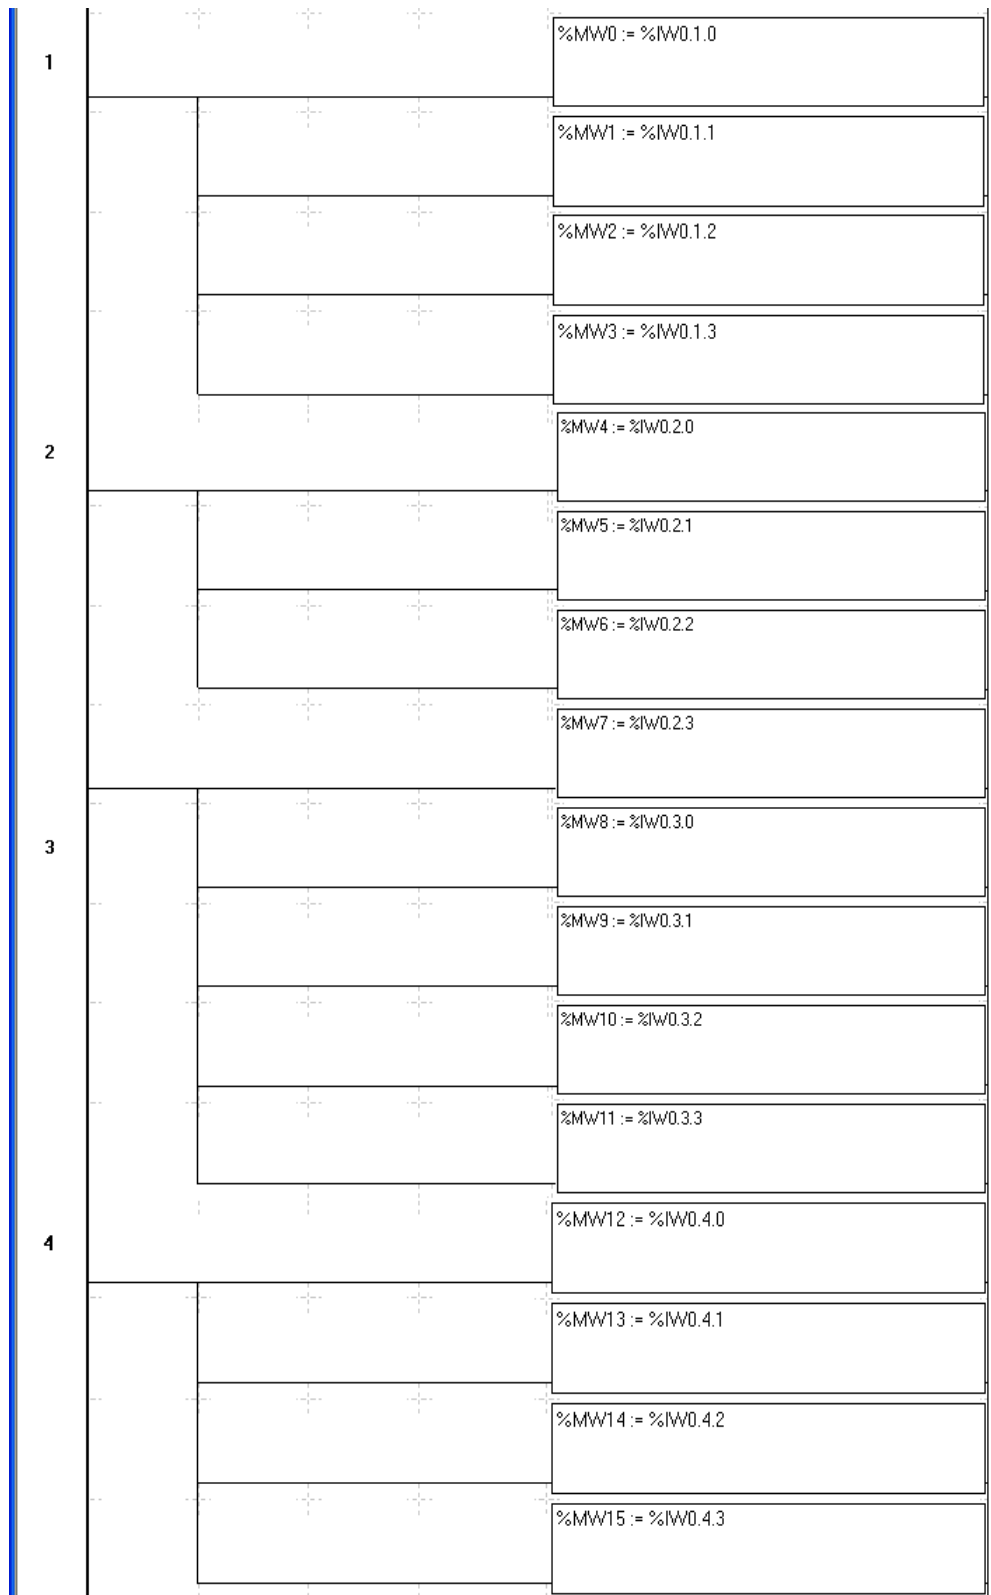 1
%MW0 := %IW0.1.0
%MW1 := %IW0.1.1
%MW2 := %IW0.1.2
%MW3 := %IW0.1.3
2
%MW4 := %IW0.2.0
%MW5 := %IW0.2.1
%MW6 := %IW0.2.2
%MW7 := %IW0.2.3
3
%MW8 := %IW0.3.0
%MW9 := %IW0.3.1
%MW10 := %IW0.3.2
%MW11 := %IW0.3.3
4
%MW12 := %IW0.4.0
%MW13 := %IW0.4.1
%MW14 := %IW0.4.2
%MW15 := %IW0.4.3